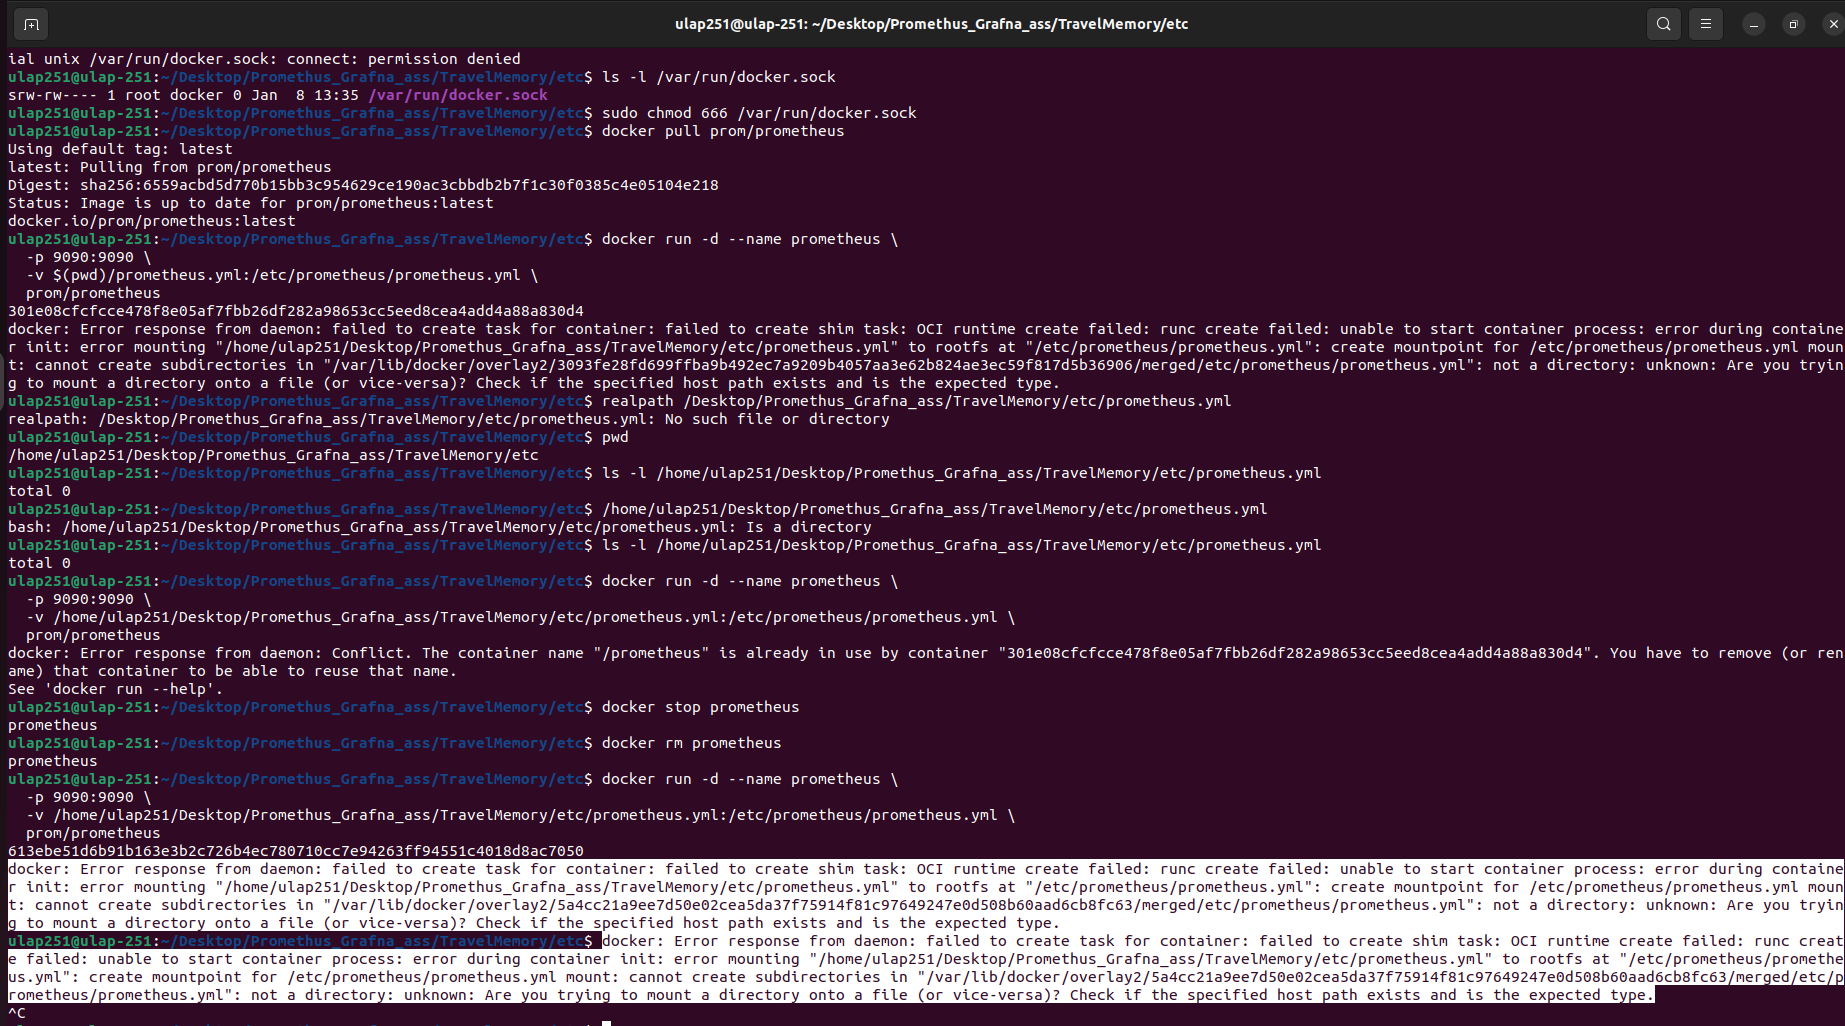 ulap251@ulap-251: ~/Desktop/Promethus_Grafna_ass/TravelMemory/etc
ial unix /var/run/docker.sock: connect: permission denied
ulap251@ulap-251:~/Desktop/Promethus_Grafna_ass/TravelMemory/etc$ ls -l /var/run/docker.sock
srw-rw---- 1 root docker 0 Jan  8 13:35 /var/run/docker.sock
ulap251@ulap-251:~/Desktop/Promethus_Grafna_ass/TravelMemory/etc$ sudo chmod 666 /var/run/docker.sock
ulap251@ulap-251:~/Desktop/Promethus_Grafna_ass/TravelMemory/etc$ docker pull prom/prometheus
Using default tag: latest
latest: Pulling from prom/prometheus
Digest: sha256:6559acbd5d770b15bb3c954629ce190ac3cbbdb2b7f1c30f0385c4e05104e218
Status: Image is up to date for prom/prometheus:latest
docker.io/prom/prometheus:latest
ulap251@ulap-251:~/Desktop/Promethus_Grafna_ass/TravelMemory/etc$ docker run -d --name prometheus \
  -p 9090:9090 \
  -v $(pwd)/prometheus.yml:/etc/prometheus/prometheus.yml \
  prom/prometheus
301e08cfcfcce478f8e05af7fbb26df282a98653cc5eed8cea4add4a88a830d4
docker: Error response from daemon: failed to create task for container: failed to create shim task: OCI runtime create failed: runc create failed: unable to start container process: error during containe
r init: error mounting "/home/ulap251/Desktop/Promethus_Grafna_ass/TravelMemory/etc/prometheus.yml" to rootfs at "/etc/prometheus/prometheus.yml": create mountpoint for /etc/prometheus/prometheus.yml moun
t: cannot create subdirectories in "/var/lib/docker/overlay2/3093fe28fd699ffba9b492ec7a9209b4057aa3e62b824ae3ec59f817d5b36906/merged/etc/prometheus/prometheus.yml": not a directory: unknown: Are you tryin
g to mount a directory onto a file (or vice-versa)? Check if the specified host path exists and is the expected type.
ulap251@ulap-251:~/Desktop/Promethus_Grafna_ass/TravelMemory/etc$ realpath /Desktop/Promethus_Grafna_ass/TravelMemory/etc/prometheus.yml
realpath: /Desktop/Promethus_Grafna_ass/TravelMemory/etc/prometheus.yml: No such file or directory
ulap251@ulap-251:~/Desktop/Promethus_Grafna_ass/TravelMemory/etc$ pwd
/home/ulap251/Desktop/Promethus_Grafna_ass/TravelMemory/etc
ulap251@ulap-251:~/Desktop/Promethus_Grafna_ass/TravelMemory/etc$ ls -l /home/ulap251/Desktop/Promethus_Grafna_ass/TravelMemory/etc/prometheus.yml
total 0
ulap251@ulap-251:~/Desktop/Promethus_Grafna_ass/TravelMemory/etc$ /home/ulap251/Desktop/Promethus_Grafna_ass/TravelMemory/etc/prometheus.yml
bash: /home/ulap251/Desktop/Promethus_Grafna_ass/TravelMemory/etc/prometheus.yml: Is a directory
ulap251@ulap-251:~/Desktop/Promethus_Grafna_ass/TravelMemory/etc$ ls -l /home/ulap251/Desktop/Promethus_Grafna_ass/TravelMemory/etc/prometheus.yml
total 0
ulap251@ulap-251:~/Desktop/Promethus_Grafna_ass/TravelMemory/etc$ docker run -d --name prometheus \
  -p 9090:9090 \
  -v /home/ulap251/Desktop/Promethus_Grafna_ass/TravelMemory/etc/prometheus.yml:/etc/prometheus/prometheus.yml \
  prom/prometheus
docker: Error response from daemon: Conflict. The container name "/prometheus" is already in use by container "301e08cfcfcce478f8e05af7fbb26df282a98653cc5eed8cea4add4a88a830d4". You have to remove (or ren
ame) that container to be able to reuse that name.
See 'docker run --help'.
ulap251@ulap-251:~/Desktop/Promethus_Grafna_ass/TravelMemory/etc$ docker stop prometheus
prometheus
ulap251@ulap-251:~/Desktop/Promethus_Grafna_ass/TravelMemory/etc$ docker rm prometheus
prometheus
ulap251@ulap-251:~/Desktop/Promethus_Grafna_ass/TravelMemory/etc$ docker run -d --name prometheus \
  -p 9090:9090 \
  -v /home/ulap251/Desktop/Promethus_Grafna_ass/TravelMemory/etc/prometheus.yml:/etc/prometheus/prometheus.yml \
  prom/prometheus
613ebe51d6b91b163e3b2c726b4ec780710cc7e94263ff94551c4018d8ac7050
docker: Error response from daemon: failed to create task for container: failed to create shim task: OCI runtime create failed: runc create failed: unable to start container process: error during containe
r init: error mounting "/home/ulap251/Desktop/Promethus_Grafna_ass/TravelMemory/etc/prometheus.yml" to rootfs at "/etc/prometheus/prometheus.yml": create mountpoint for /etc/prometheus/prometheus.yml moun
t: cannot create subdirectories in "/var/lib/docker/overlay2/5a4cc21a9ee7d50e02cea5da37f75914f81c97649247e0d508b60aad6cb8fc63/merged/etc/prometheus/prometheus.yml": not a directory: unknown: Are you tryin
g to mount a directory onto a file (or vice-versa)? Check if the specified host path exists and is the expected type.
ulap251@ulap-251:~/Desktop/Promethus_Grafna_ass/TravelMemory/etc$ docker: Error response from daemon: failed to create task for container: failed to create shim task: OCI runtime create failed: runc creat
e failed: unable to start container process: error during container init: error mounting "/home/ulap251/Desktop/Promethus_Grafna_ass/TravelMemory/etc/prometheus.yml" to rootfs at "/etc/prometheus/promethe
us.yml": create mountpoint for /etc/prometheus/prometheus.yml mount: cannot create subdirectories in "/var/lib/docker/overlay2/5a4cc21a9ee7d50e02cea5da37f75914f81c97649247e0d508b60aad6cb8fc63/merged/etc/p
rometheus/prometheus.yml": not a directory: unknown: Are you trying to mount a directory onto a file (or vice-versa)? Check if the specified host path exists and is the expected type.
^C